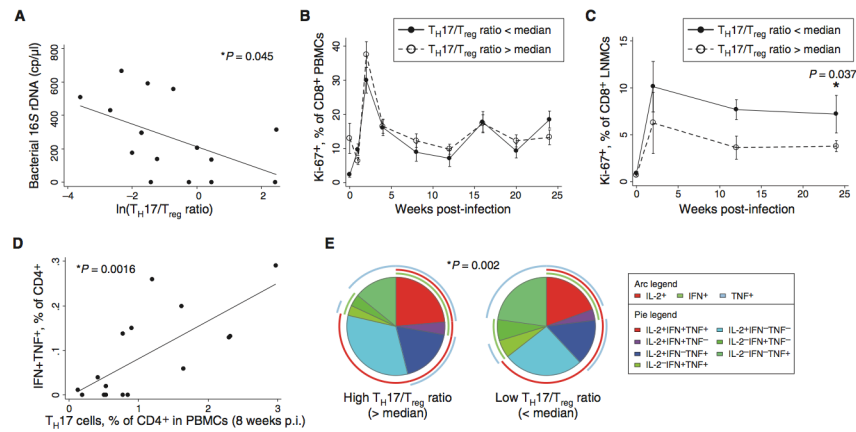 A
*P = 0.045
Bacterial 16S rDNA (cp/µl)
800
600
400
200
0
−4
−2
0
2
ln(TH17/Treg ratio)
B
TH17/Treg ratio < median
TH17/Treg ratio > median
Ki-67+, % of CD8+ PBMCs
40
30
20
10
0
0 5 10 15 20 25
Weeks post-infection
C
TH17/Treg ratio < median
TH17/Treg ratio > median
P = 0.037
*
Ki-67+, % of CD8+ LNMCs
15
10
5
0
0 5 10 15 20 25
Weeks post-infection
D
*P = 0.0016
IFN+TNF+, % of CD4+
.3
.2
.1
0
0 1 2 3
TH17 cells, % of CD4+ in PBMCs (8 weeks p.i.)
E
*P = 0.002
High TH17/Treg ratio
(> median)
Low TH17/Treg ratio
(< median)
Arc legend
IL-2+ IFN+ TNF+
Pie legend
IL-2+IFN+TNF+ IL-2+IFN−TNF−
IL-2+IFN+TNF− IL-2−IFN+TNF−
IL-2+IFN−TNF+ IL-2−IFN−TNF+
IL-2−IFN+TNF+